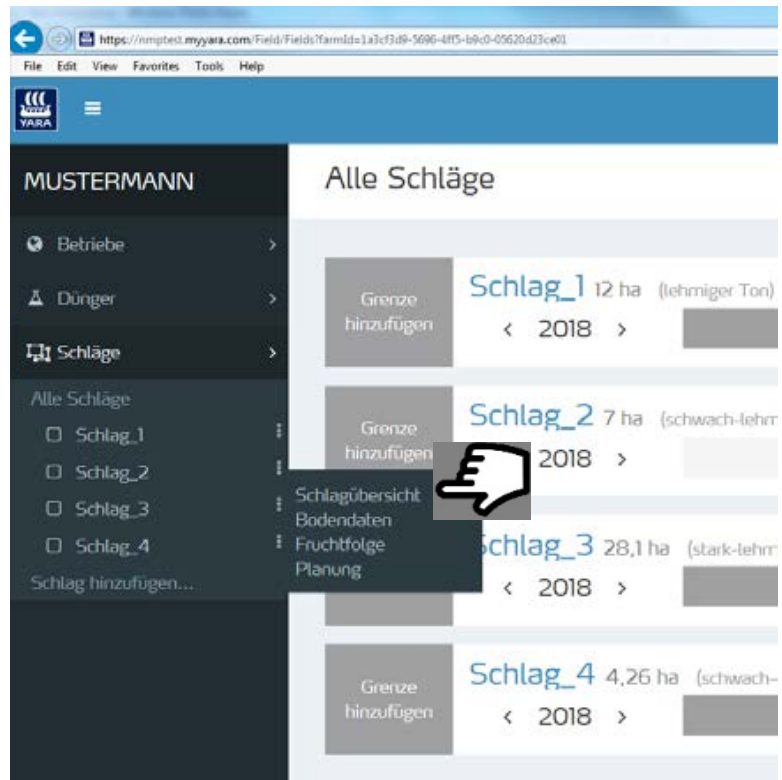 https://nmptest.myyara.com/Field/Fields?farmId=1a3cf3d9-5696-4ff5-b9c0-05620d23ce01
File Edit View Favorites Tools Help
YARA
MUSTERMANN
Betriebe
Dünger
Schläge
Alle Schläge
Schlag_1
Schlag_2
Schlag_3
Schlag_4
Schlag hinzufügen...
Schlagübersicht
Bodendaten
Fruchtfolge
Planung
Alle Schläge
Grenze
hinzufügen
Schlag_1 12 ha (lehmiger Ton)
< 2018 >
Grenze
hinzufügen
Schlag_2 7 ha (schwach-lehm
2018 >
Schlag_3 28,1 ha (stark-lehm
< 2018 >
Grenze
hinzufügen
Schlag_4 4,26 ha (schwach-
< 2018 >